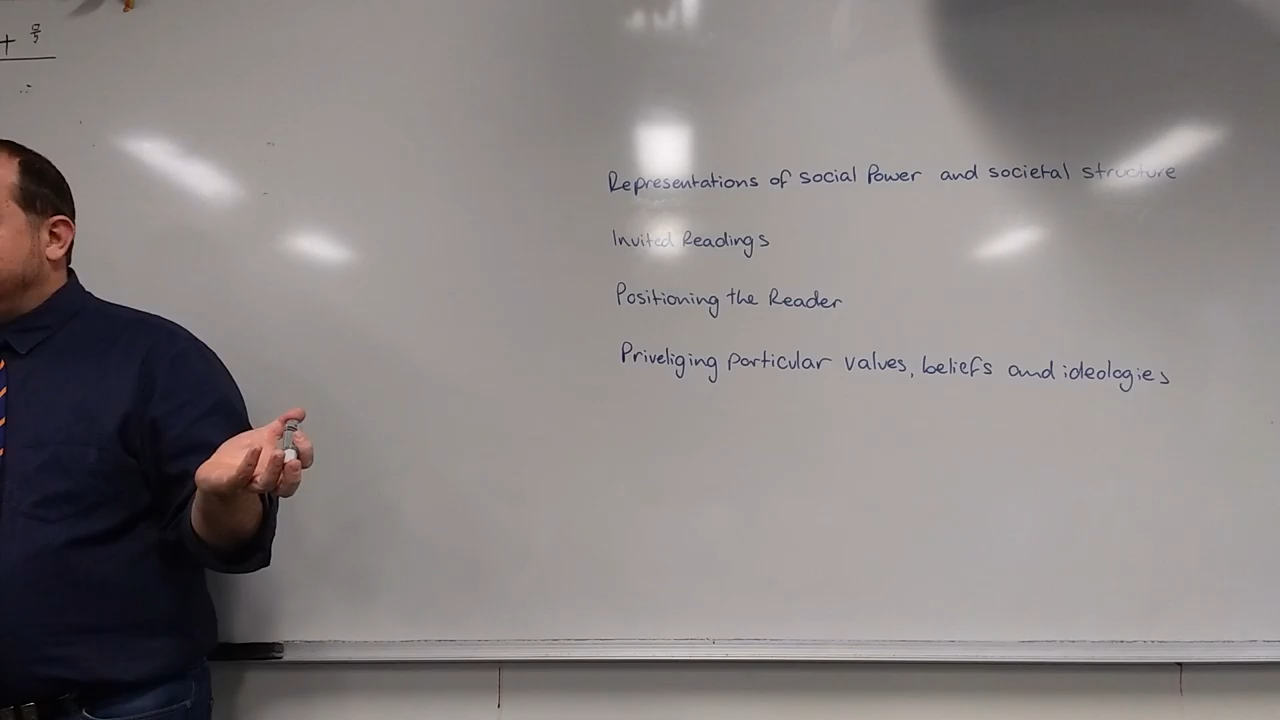 Representations of social Power and societal structure
Invited Readings
Positioning the Reader
Priveliging particular values, beliefs and ideologies